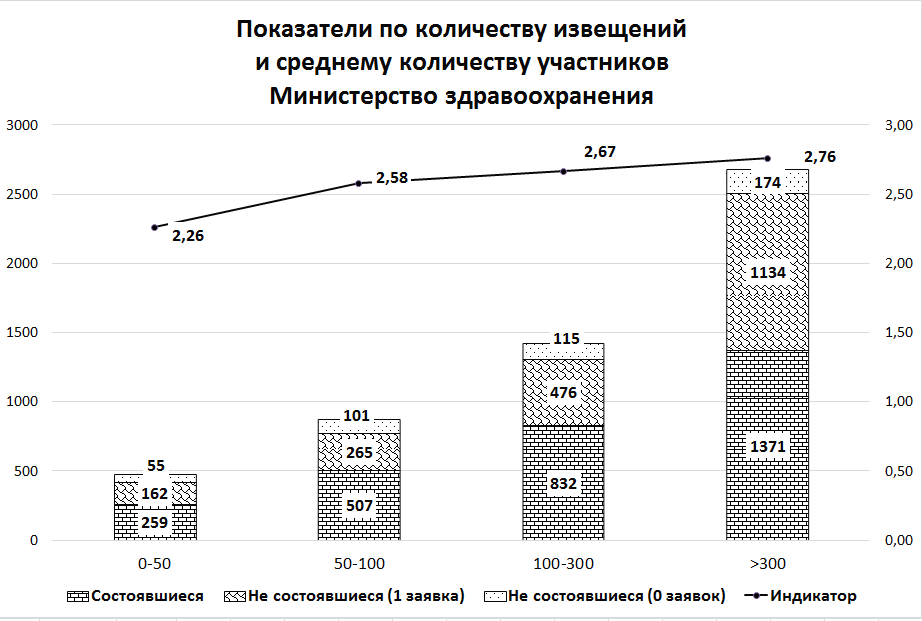 Показатели по количеству извещений
и среднему количеству участников
Министерство здравоохранения
3000 3,00
2500 2,50
2000 2,00
1500 1,50
1000 1,00
500 0,50
0 0,00
2,26 2,58 2,67 2,76
55 101 115 174
162 265 476 1134
259 507 832 1371
0-50 50-100 100-300 >300
Состоявшиеся Не состоявшиеся (1 заявка) Не состоявшиеся (0 заявок) Индикатор